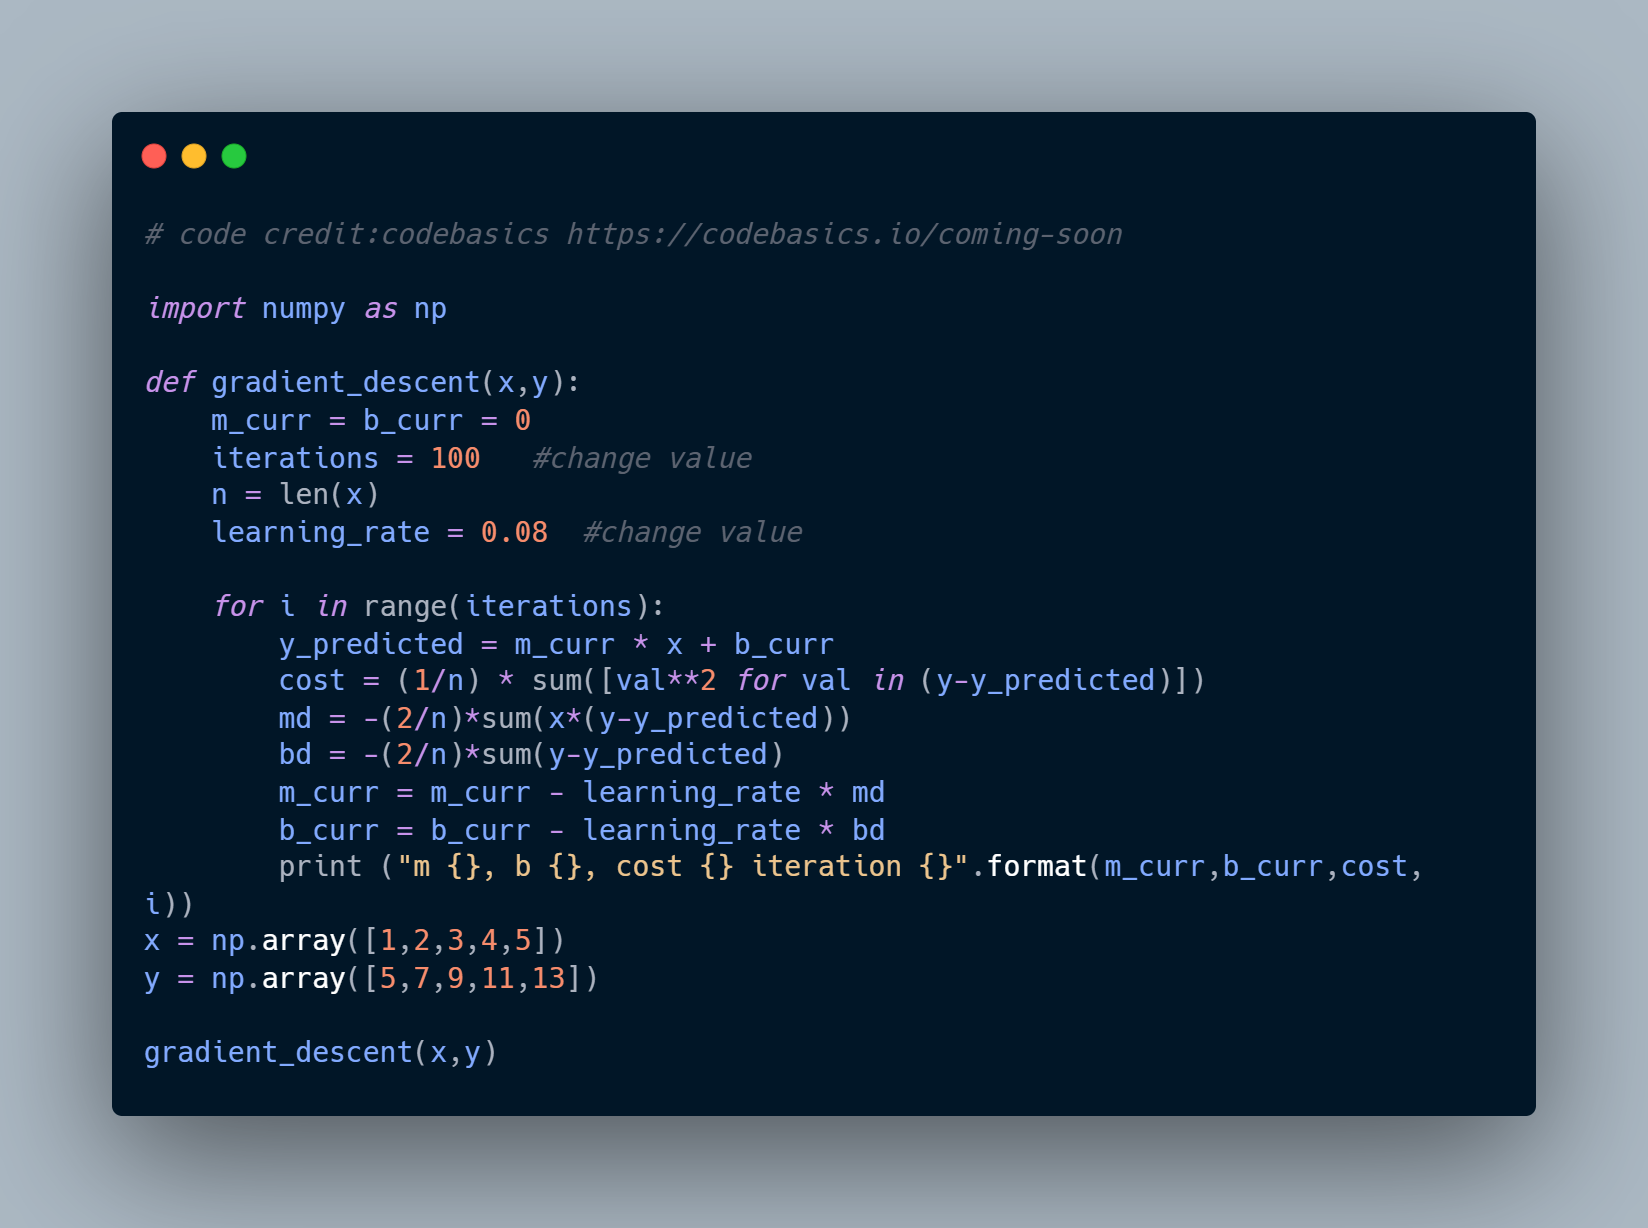 # code credit:codebasics https://codebasics.io/coming-soon
import numpy as np
def gradient_descent(x,y):
    m_curr = b_curr = 0
    iterations = 100   #change value
    n = len(x)
    learning_rate = 0.08  #change value
    for i in range(iterations):
        y_predicted = m_curr * x + b_curr
        cost = (1/n) * sum([val**2 for val in (y-y_predicted)])
        md = -(2/n)*sum(x*(y-y_predicted))
        bd = -(2/n)*sum(y-y_predicted)
        m_curr = m_curr - learning_rate * md
        b_curr = b_curr - learning_rate * bd
        print ("m {}, b {}, cost {} iteration {}".format(m_curr,b_curr,cost,
i))
x = np.array([1,2,3,4,5])
y = np.array([5,7,9,11,13])
gradient_descent(x,y)